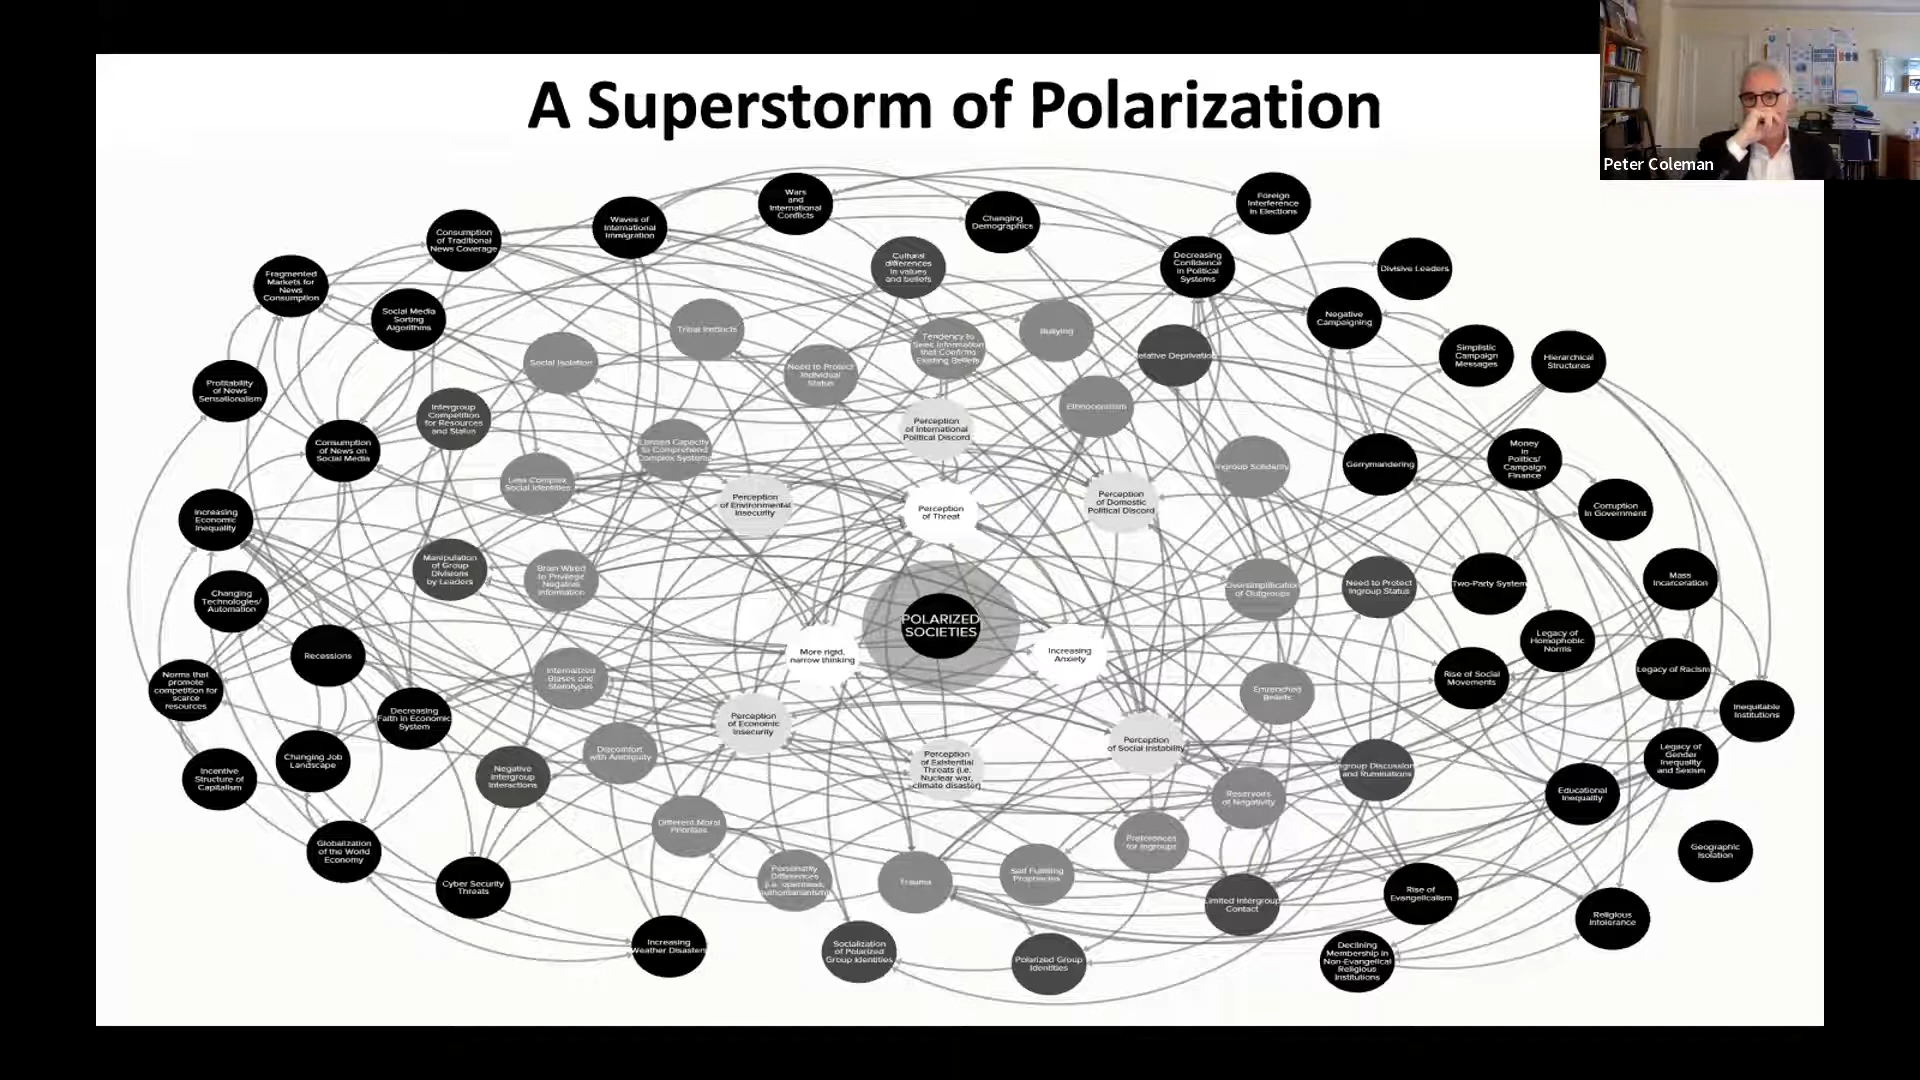 A Superstorm of Polarization
Peter Coleman
Wars
and
International
Conflicts
Foreign
Interference
in Elections
Waves of
International
Immigration
Changing
Demographics
Consumption
of Traditional
News Coverage
Cultural
differences
in values
and beliefs
Decreasing
Confidence
in Political
Systems
Divisive Leaders
Fragmented
Markets for
News
Consumption
Social Media
Sorting
Algorithms
Negative
Campaigning
Tribal Instincts
Bullying
Tendency to
Seek Information
that Confirms
Existing Beliefs
Relative Deprivation
Simplistic
Campaign
Messages
Hierarchical
Structures
Social Isolation
Need to Protect
Individual
Status
Profitability
of News
Sensationalism
Intergroup
Competition
for Resources
and Status
Ethnocentrism
Perception
of International
Political Discord
Consumption
of News on
Social Media
Limited Capacity
to Comprehend
Complex Systems
Ingroup Solidarity
Gerrymandering
Money
in
Politics/
Campaign
Finance
Less Complex
Social Identities
Perception
of Environmental
Insecurity
Perception
of Threat
Perception
of Domestic
Political Discord
Corruption
in Government
Increasing
Economic
Inequality
Manipulation
of Group
Divisions
by Leaders
Brain Wired
to Privilege
Negative
Information
Oversimplification
of Outgroups
Need to Protect
Ingroup Status
Two-Party System
Mass
Incarceration
Changing
Technologies/
Automation
POLARIZED
SOCIETIES
Legacy of
Homophobic
Norms
Recessions
More rigid,
narrow thinking
Increasing
Anxiety
Norms that
promote
competition for
scarce
resources
Internalized
Biases and
Sterotypes
Entrenched
Beliefs
Rise of Social
Movements
Legacy of Racism
Decreasing
Faith in Economic
System
Perception
of Economic
Insecurity
Perception
of Social Instability
Inequitable
Institutions
Changing Job
Landscape
Discomfort
with Ambiguity
Legacy of
Gender
Inequality
and Sexism
Incentive
Structure of
Capitalism
Negative
Intergroup
Interactions
Perception
of Existential
Threats (i.e.
Nuclear war,
climate disaster)
Ingroup Discussions
and Ruminations
Reservoirs
of Negativity
Educational
Inequality
Different Moral
Priorities
Preferences
for Ingroups
Globalization
of the World
Economy
Geographic
Isolation
Cyber Security
Threats
Personality
Differences
(i.e. openness,
authoritarianism)
Trauma
Self Fulfilling
Prophecies
Limited Intergroup
Contact
Rise of
Evangelicalism
Religious
Intolerance
Increasing
Weather Disasters
Socialization
of Polarized
Group Identities
Polarized Group
Identities
Declining
Membership in
Non-Evangelical
Religious
Institutions